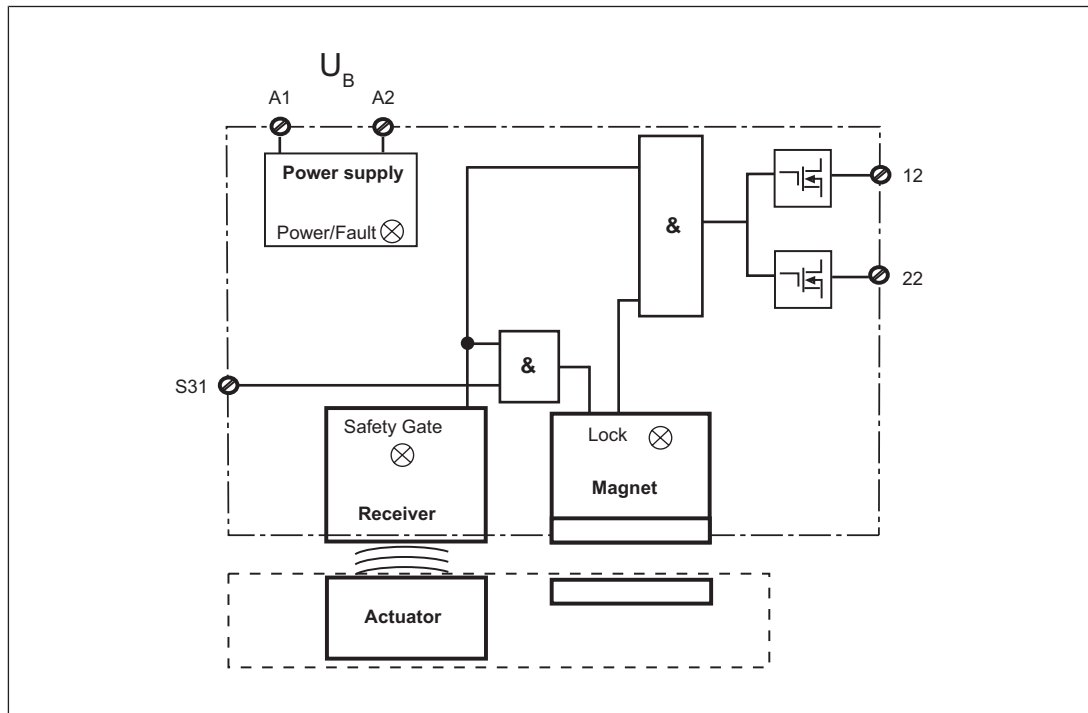 U_B
A1
A2
Power supply
Power/Fault
&
12
22
&
S31
Safety Gate
Receiver
Lock
Magnet
Actuator